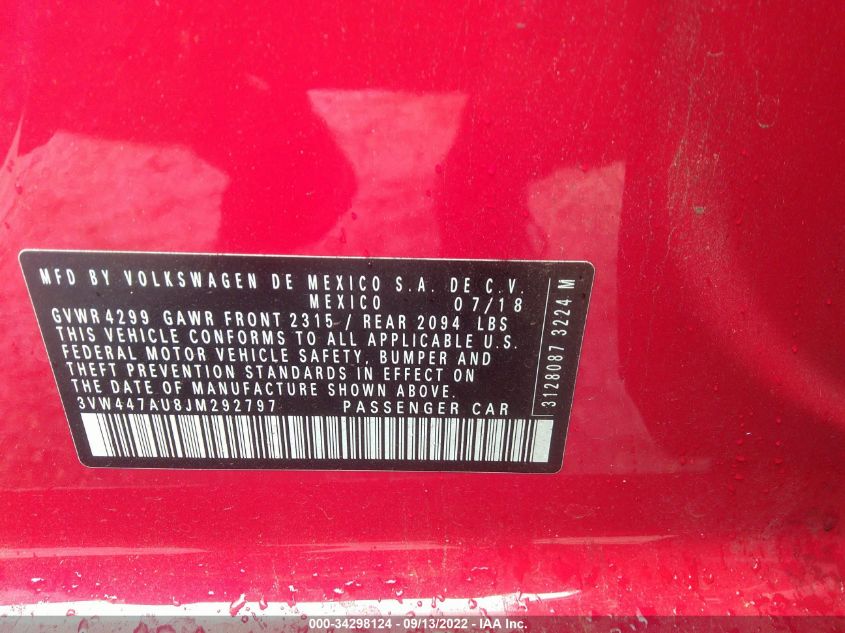 MFD BY VOLKSWAGEN DE MEXICO S.A. DE C.V.
MEXICO 07/18
GVWR 4299 GAWR FRONT 2315 / REAR 2094 LBS
THIS VEHICLE CONFORMS TO ALL APPLICABLE U.S.
FEDERAL MOTOR VEHICLE SAFETY, BUMPER AND
THEFT PREVENTION STANDARDS IN EFFECT ON
THE DATE OF MANUFACTURE SHOWN ABOVE.
3VW447AU8JM292797 PASSENGER CAR
3128087 3224 M
000-34298124 - 09/13/2022 - IAA Inc.